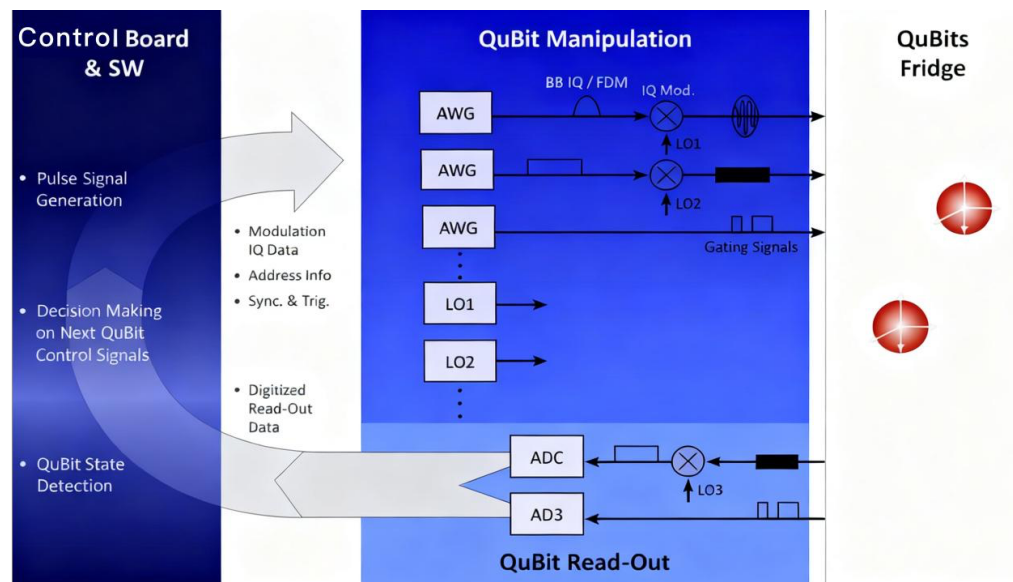 Control Board
& SW
• Pulse Signal
Generation
• Decision Making
on Next QuBit
Control Signals
• QuBit State
Detection
• Modulation
IQ Data
• Address Info
• Sync. & Trig.
• Digitized
Read-Out
Data
QuBit Manipulation
BB IQ / FDM
IQ Mod.
AWG
LO1
AWG
LO2
AWG
Gating Signals
LO1
LO2
ADC
LO3
AD3
QuBit Read-Out
QuBits
Fridge